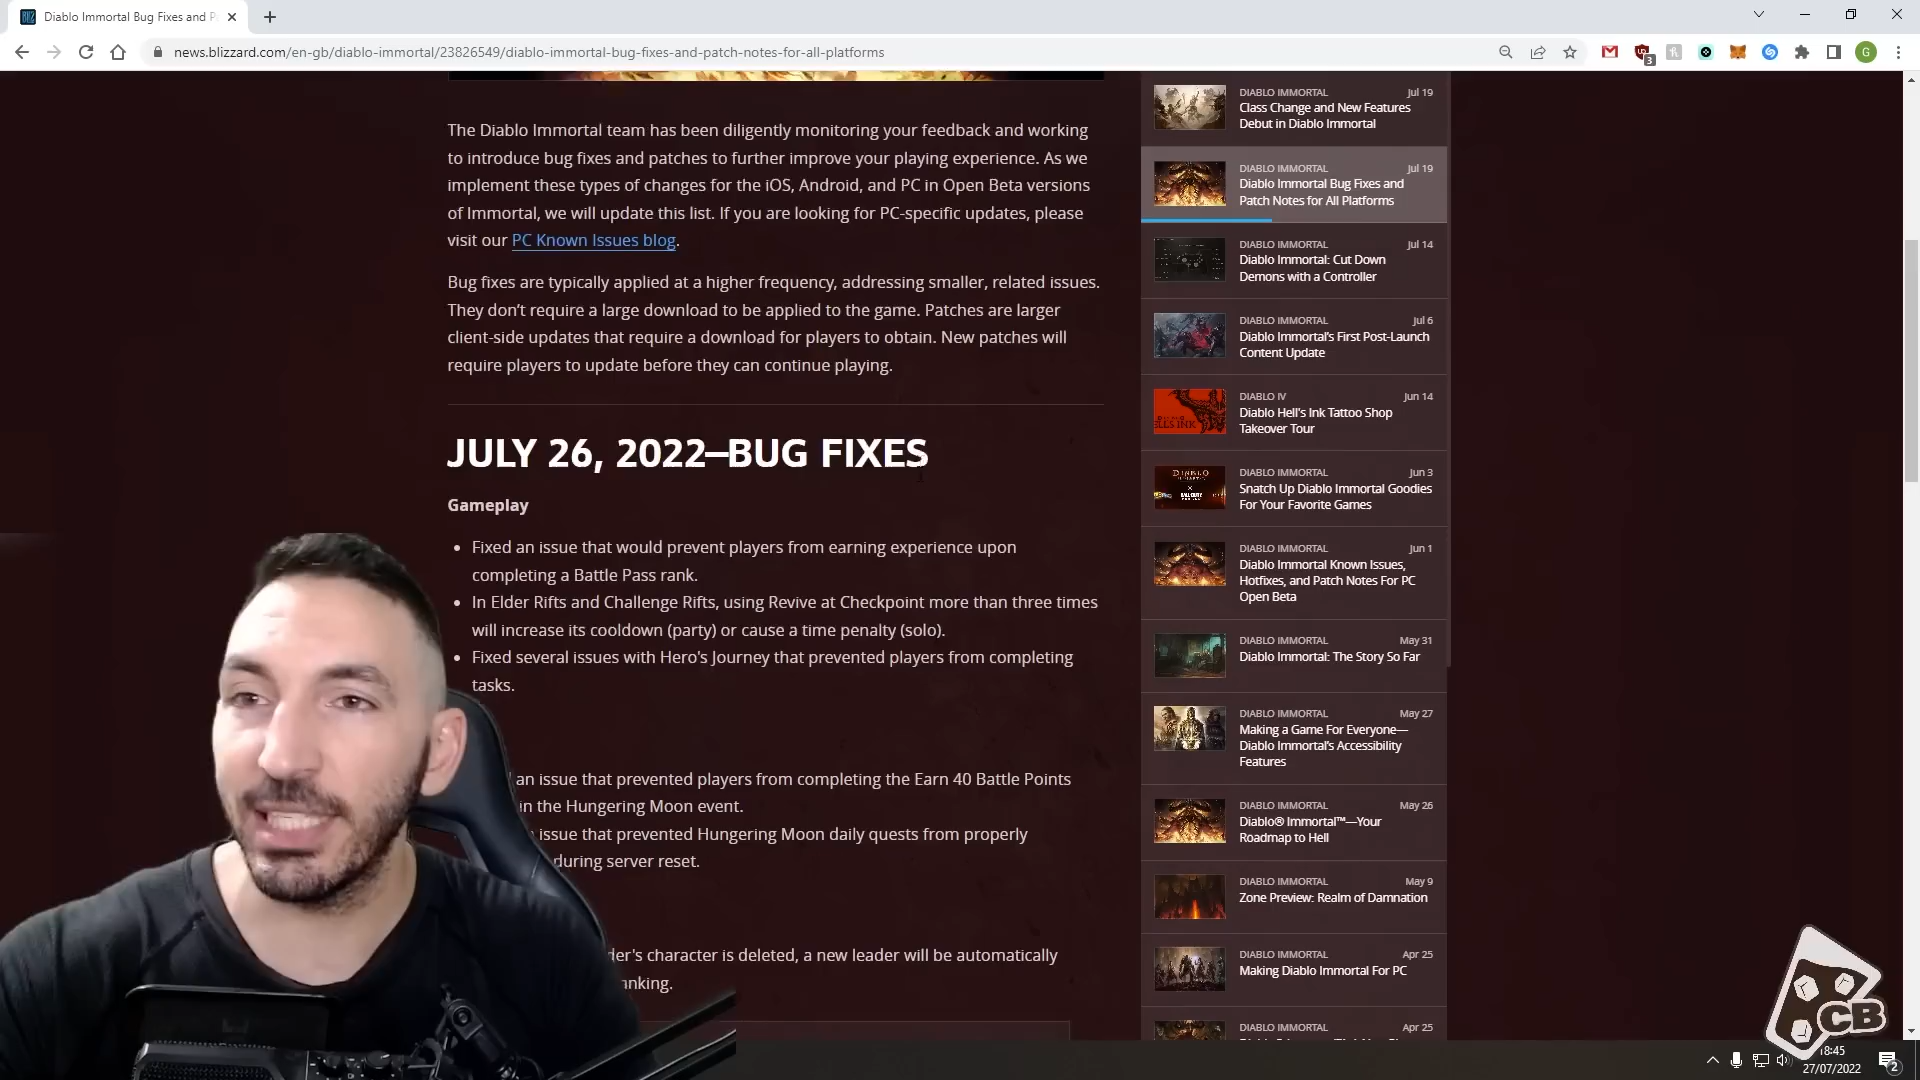 Diablo Immortal Bug Fixes and P
news.blizzard.com/en-gb/diablo-immortal/23826549/diablo-immortal-bug-fixes-and-patch-notes-for-all-platforms
3
G
The Diablo Immortal team has been diligently monitoring your feedback and working
to introduce bug fixes and patches to further improve your playing experience. As we
implement these types of changes for the iOS, Android, and PC in Open Beta versions
of Immortal, we will update this list. If you are looking for PC-specific updates, please
visit our PC Known Issues blog.
Bug fixes are typically applied at a higher frequency, addressing smaller, related issues.
They don’t require a large download to be applied to the game. Patches are larger
client-side updates that require a download for players to obtain. New patches will
require players to update before they can continue playing.
JULY 26, 2022—BUG FIXES
Gameplay
• Fixed an issue that would prevent players from earning experience upon
completing a Battle Pass rank.
• In Elder Rifts and Challenge Rifts, using Revive at Checkpoint more than three times
will increase its cooldown (party) or cause a time penalty (solo).
• Fixed several issues with Hero's Journey that prevented players from completing
tasks.
an issue that prevented players from completing the Earn 40 Battle Points
in the Hungering Moon event.
issue that prevented Hungering Moon daily quests from properly
during server reset.
der's character is deleted, a new leader will be automatically
anking.
DIABLO IMMORTAL Jul 19
Class Change and New Features
Debut in Diablo Immortal
DIABLO IMMORTAL Jul 19
Diablo Immortal Bug Fixes and
Patch Notes for All Platforms
DIABLO IMMORTAL Jul 14
Diablo Immortal: Cut Down
Demons with a Controller
DIABLO IMMORTAL Jul 6
Diablo Immortal’s First Post-Launch
Content Update
DIABLO IV Jun 14
Diablo Hell's Ink Tattoo Shop
Takeover Tour
DIABLO IMMORTAL Jun 3
Snatch Up Diablo Immortal Goodies
For Your Favorite Games
DIABLO IMMORTAL Jun 1
Diablo Immortal Known Issues,
Hotfixes, and Patch Notes For PC
Open Beta
DIABLO IMMORTAL May 31
Diablo Immortal: The Story So Far
DIABLO IMMORTAL May 27
Making a Game For Everyone—
Diablo Immortal’s Accessibility
Features
DIABLO IMMORTAL May 26
Diablo® Immortal™—Your
Roadmap to Hell
DIABLO IMMORTAL May 9
Zone Preview: Realm of Damnation
DIABLO IMMORTAL Apr 25
Making Diablo Immortal For PC
DIABLO IMMORTAL Apr 25
CB
18:45
27/07/2022
2